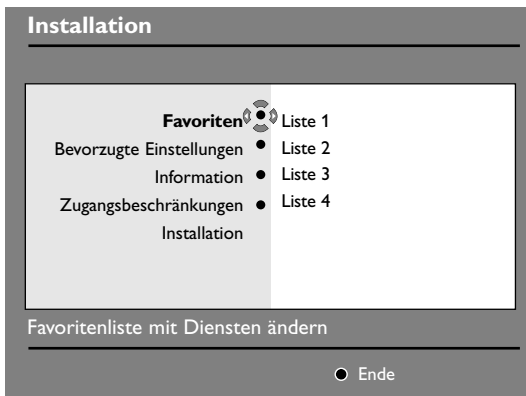 Installation
Favoriten Liste 1
Bevorzugte Einstellungen Liste 2
Information Liste 3
Zugangsbeschränkungen Liste 4
Installation
Favoritenliste mit Diensten ändern
Ende